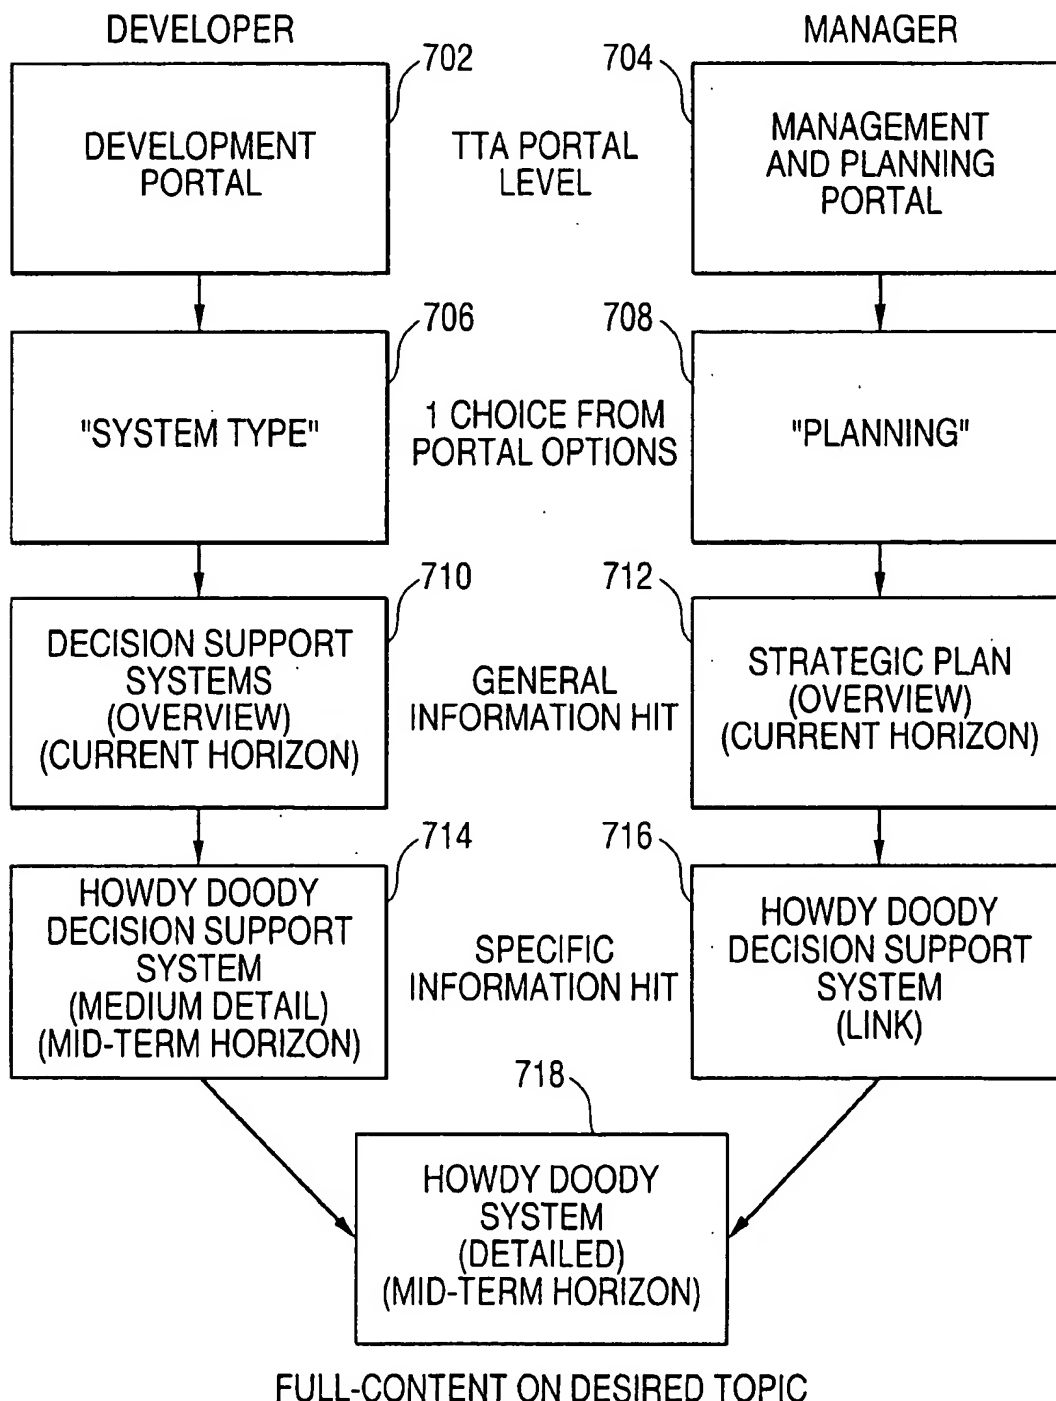 DEVELOPER
MANAGER
702
704
DEVELOPMENT
PORTAL
TTA PORTAL
LEVEL
MANAGEMENT
AND PLANNING
PORTAL
706
708
"SYSTEM TYPE"
1 CHOICE FROM
PORTAL OPTIONS
"PLANNING"
710
712
DECISION SUPPORT
SYSTEMS
(OVERVIEW)
(CURRENT HORIZON)
GENERAL
INFORMATION HIT
STRATEGIC PLAN
(OVERVIEW)
(CURRENT HORIZON)
714
716
HOWDY DOODY
DECISION SUPPORT
SYSTEM
(MEDIUM DETAIL)
(MID-TERM HORIZON)
SPECIFIC
INFORMATION HIT
HOWDY DOODY
DECISION SUPPORT
SYSTEM
(LINK)
718
HOWDY DOODY
SYSTEM
(DETAILED)
(MID-TERM HORIZON)
FULL-CONTENT ON DESIRED TOPIC